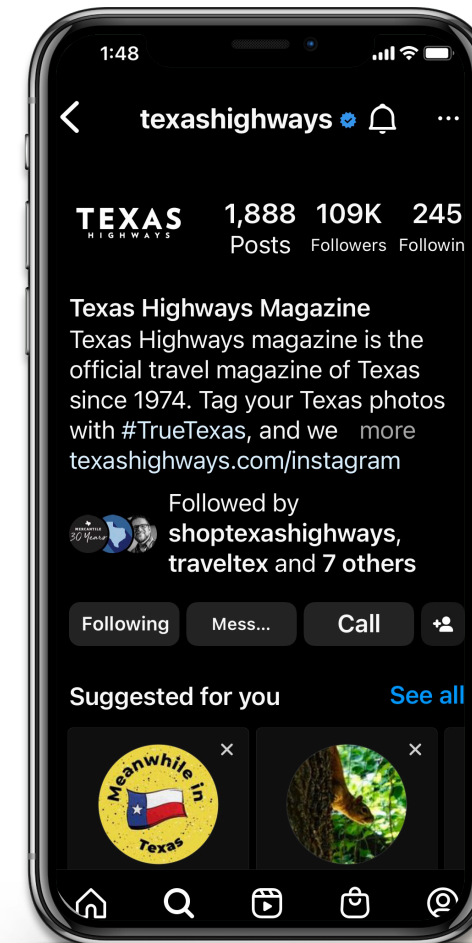 1:48
texashighways
TEXAS
HIGHWAYS
1,888 109K 245
Posts Followers Followin
Texas Highways Magazine
Texas Highways magazine is the
official travel magazine of Texas
since 1974. Tag your Texas photos
with #TrueTexas, and we more
texashighways.com/instagram
MERCANTILE
30 Years
Followed by
shoptexashighways,
traveltex and 7 others
Following Mess... Call
Suggested for you See all
Meanwhile in
Texas